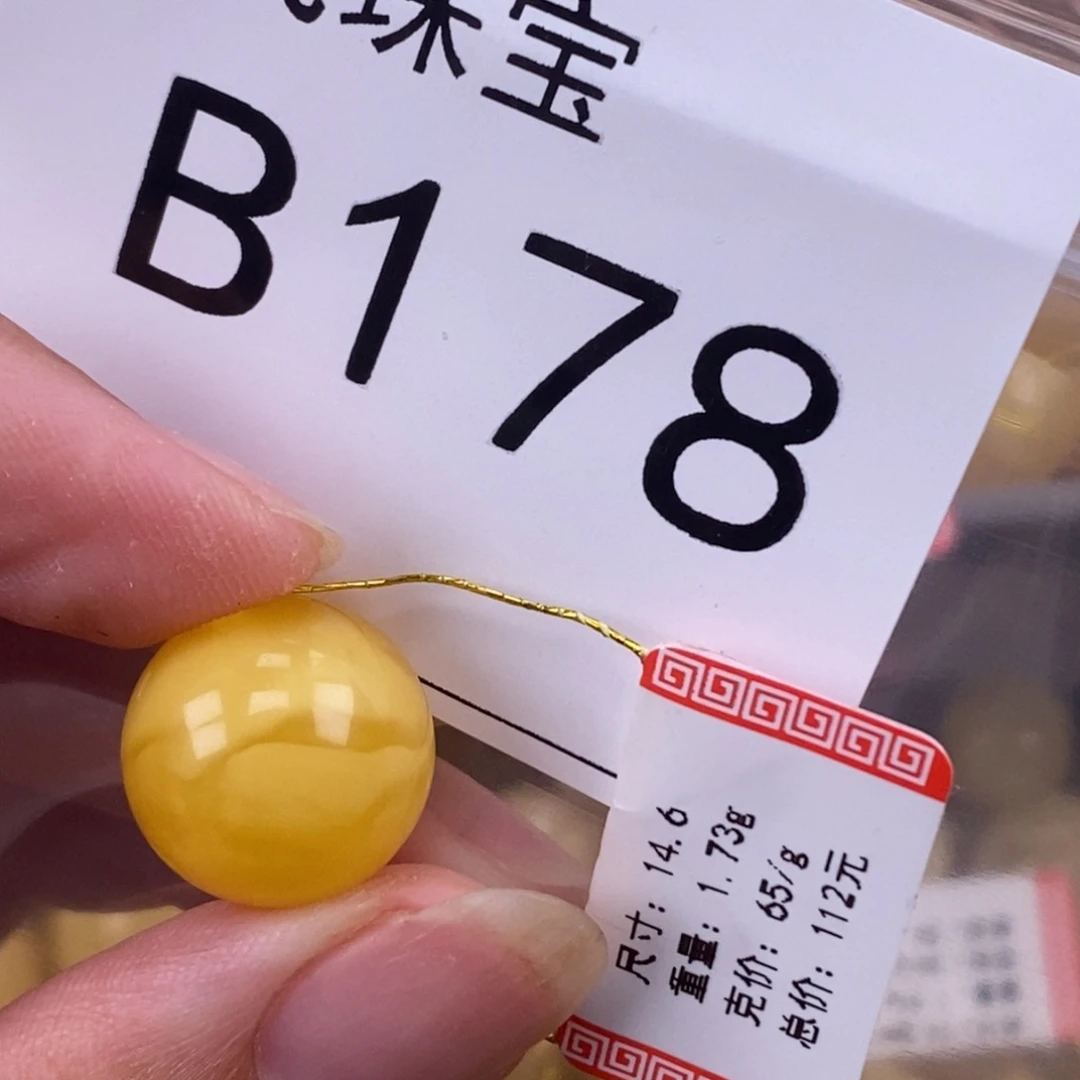 珠宝
B178
尺寸：14.6
重量：1.73g
克价：65/g
总价：112元